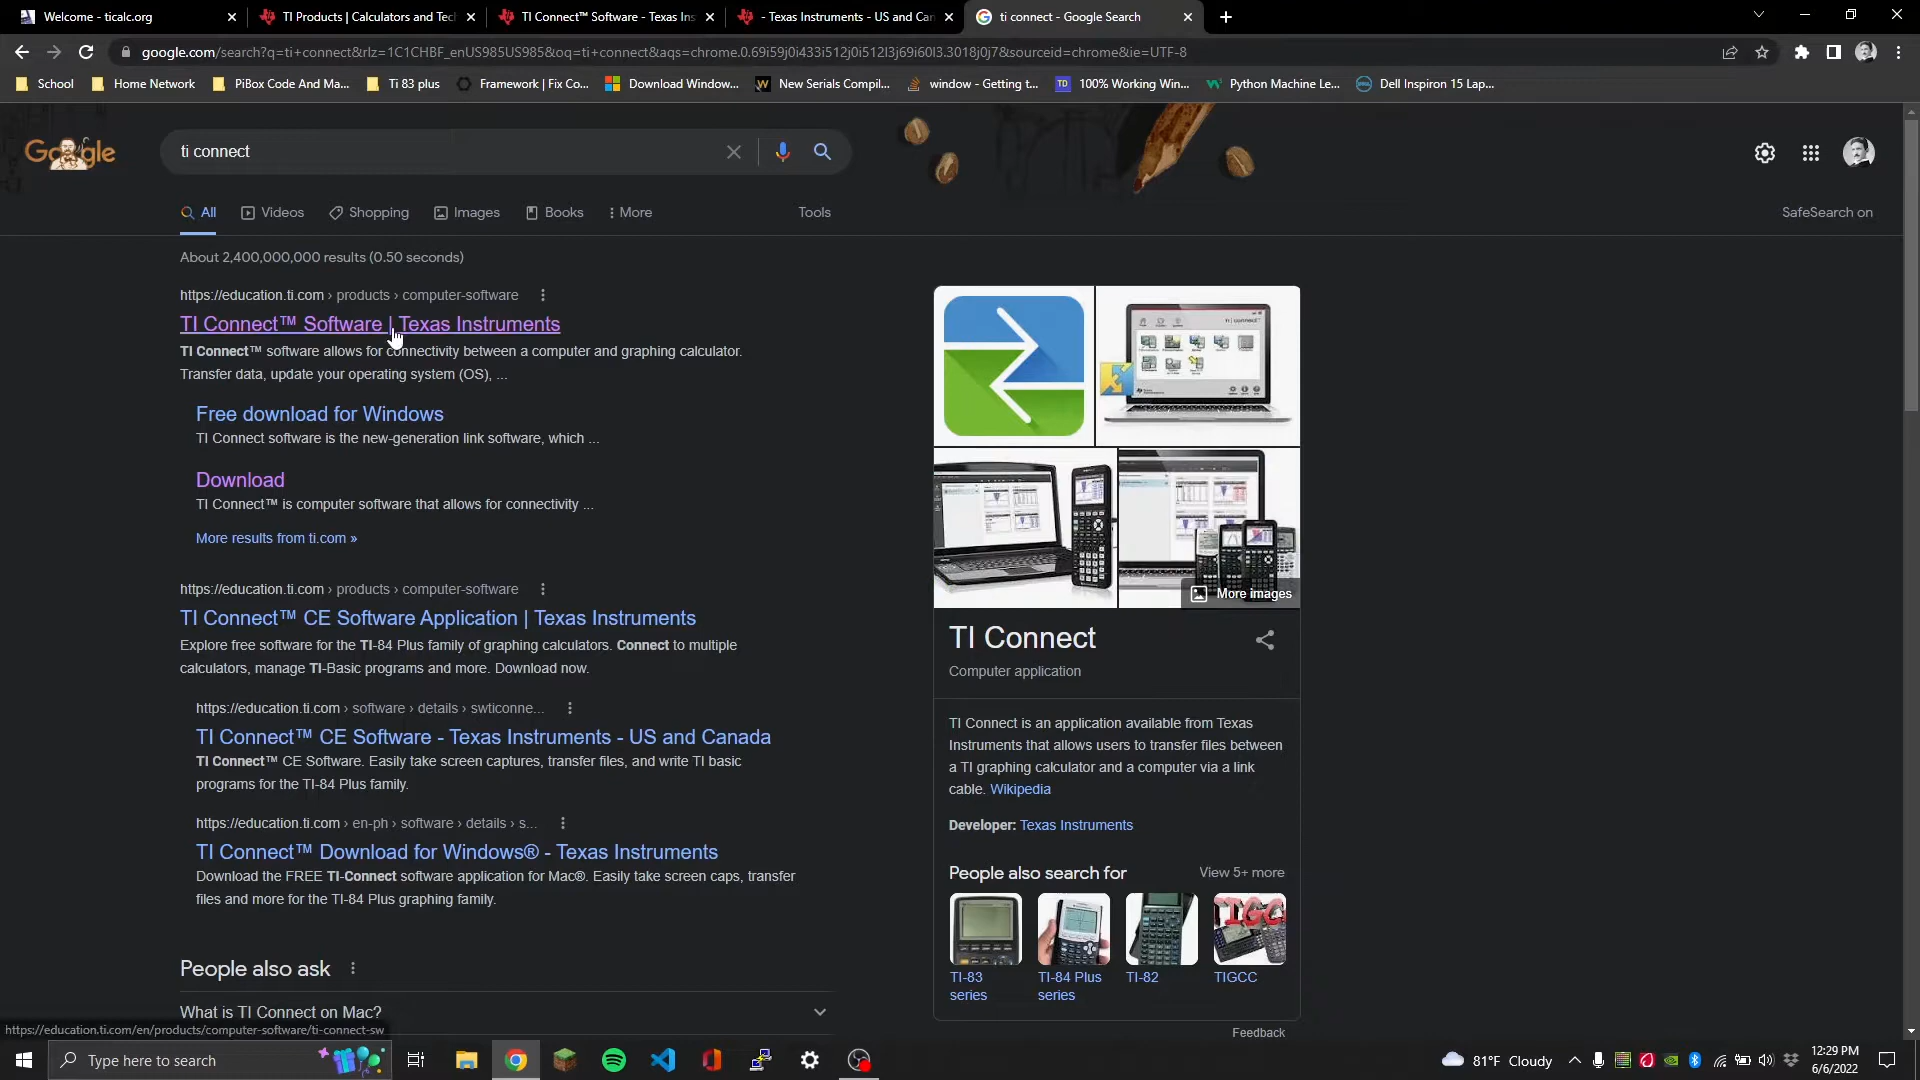 Welcome - ticalc.org
TI Products | Calculators and Tech
TI Connect™ Software - Texas Ins
- Texas Instruments - US and Can
ti connect - Google Search
google.com/search?q=ti+connect&rlz=1C1CHBF_enUS985US985&oq=ti+connect&aqs=chrome.0.69i59j0i433i512j0i512l3j69i60l3.3018j0j7&sourceid=chrome&ie=UTF-8
School
Home Network
PiBox Code And Ma...
Ti 83 plus
Framework | Fix Co...
Download Window...
New Serials Compil...
window - Getting t...
TD
100% Working Win...
Python Machine Le...
Dell Inspiron 15 Lap...
Google
ti connect
All
Videos
Shopping
Images
Books
More
Tools
SafeSearch on
About 2,400,000,000 results (0.50 seconds)
https://education.ti.com › products › computer-software
TI Connect™ Software | Texas Instruments
TI Connect™ software allows for connectivity between a computer and graphing calculator.
Transfer data, update your operating system (OS), ...
Free download for Windows
TI Connect software is the new-generation link software, which ...
Download
TI Connect™ is computer software that allows for connectivity ...
More results from ti.com »
https://education.ti.com › products › computer-software
TI Connect™ CE Software Application | Texas Instruments
Explore free software for the TI-84 Plus family of graphing calculators. Connect to multiple
calculators, manage TI-Basic programs and more. Download now.
https://education.ti.com › software › details › swticonne...
TI Connect™ CE Software - Texas Instruments - US and Canada
TI Connect™ CE Software. Easily take screen captures, transfer files, and write TI basic
programs for the TI-84 Plus family.
https://education.ti.com › en-ph › software › details › s...
TI Connect™ Download for Windows® - Texas Instruments
Download the FREE TI-Connect software application for Mac®. Easily take screen caps, transfer
files and more for the TI-84 Plus graphing family.
People also ask
What is TI Connect on Mac?
More images
TI Connect
Computer application
TI Connect is an application available from Texas
Instruments that allows users to transfer files between
a TI graphing calculator and a computer via a link
cable. Wikipedia
Developer: Texas Instruments
People also search for
View 5+ more
TIGCC
TI-83
series
TI-84 Plus
series
TI-82
TIGCC
Feedback
https://education.ti.com/en/products/computer-software/ti-connect-sw
Type here to search
81°F Cloudy
12:29 PM
6/6/2022